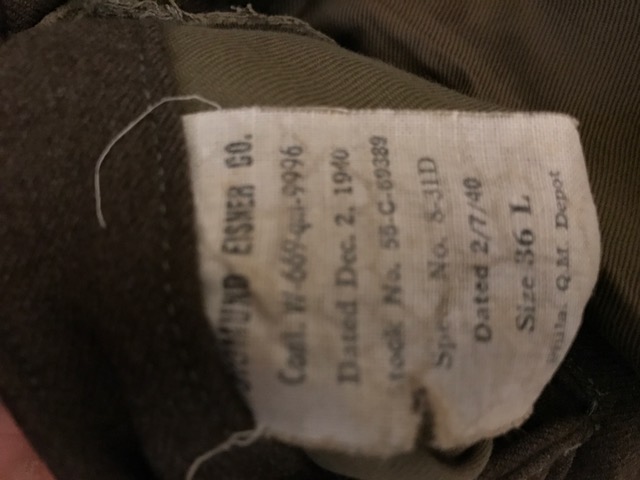 SIGMUND EISNER CO.
Cont. W-669-qm-9996
Dated Dec. 2, 1940
Stock No. 55-C-69389
Spec. No. 8-31D
Dated 2/7/40
Size 36 L
Phila. Q.M. Depot